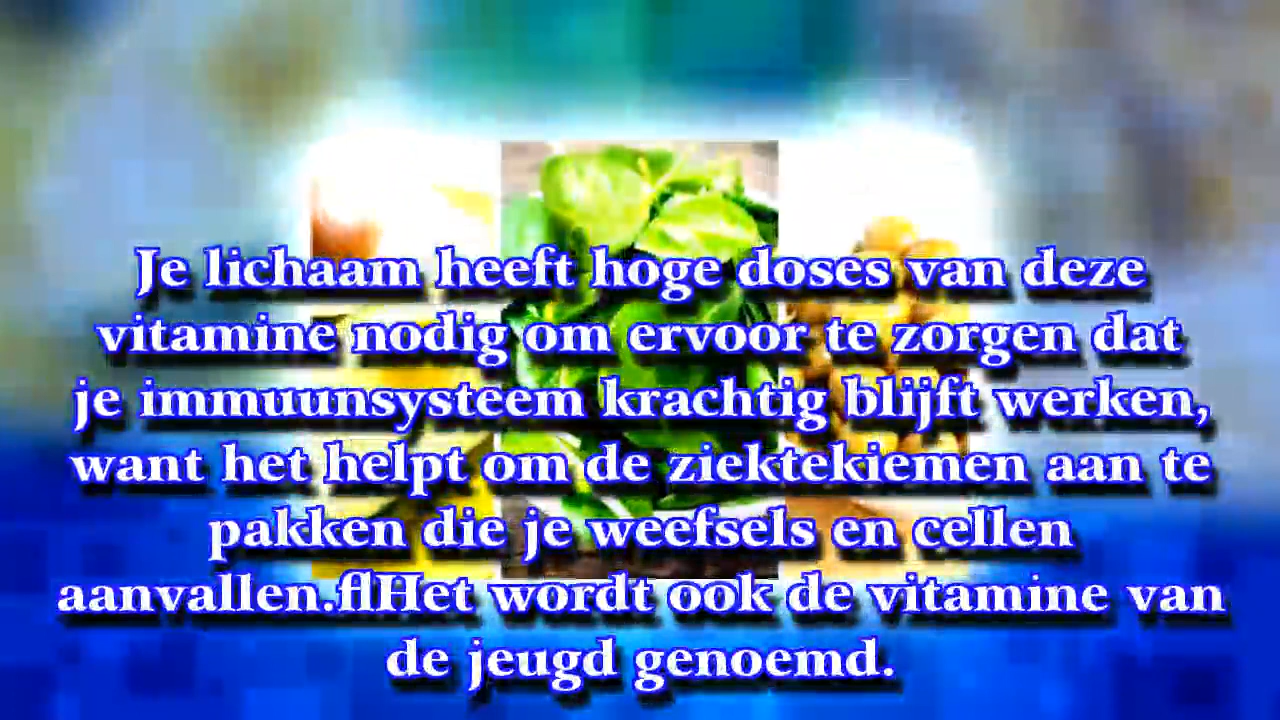 Je lichaam heeft hoge doses van deze
vitamine nodig om ervoor te zorgen dat
je immuunsysteem krachtig blijft werken,
want het helpt om de ziektekiemen aan te
pakken die je weefsels en cellen
aanvallen.flHet wordt ook de vitamine van
de jeugd genoemd.